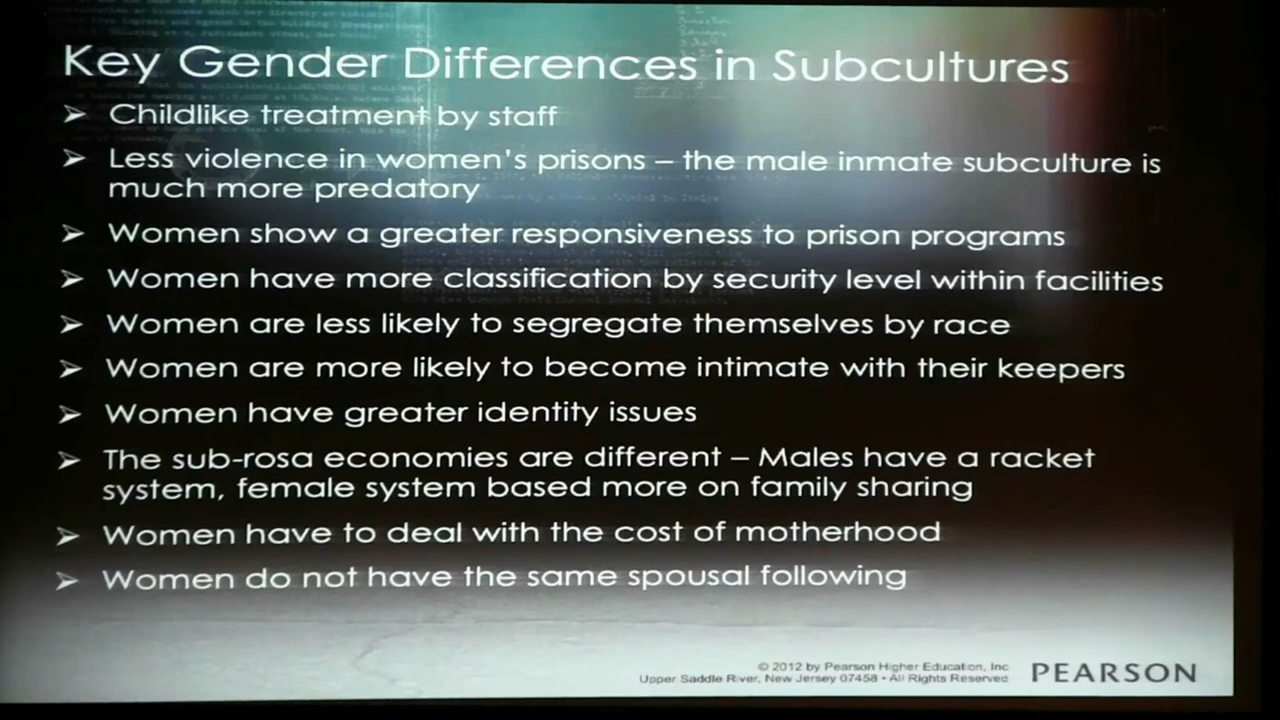 Key Gender Differences in Subcultures
➢ Childlike treatment by staff
➢ Less violence in women's prisons – the male inmate subculture is
much more predatory
➢ Women show a greater responsiveness to prison programs
➢ Women have more classification by security level within facilities
➢ Women are less likely to segregate themselves by race
➢ Women are more likely to become intimate with their keepers
➢ Women have greater identity issues
➢ The sub-rosa economies are different – Males have a racket
system, female system based more on family sharing
➢ Women have to deal with the cost of motherhood
➢ Women do not have the same spousal following
© 2012 by Pearson Higher Education, Inc
Upper Saddle River, New Jersey 07458 • All Rights Reserved
PEARSON